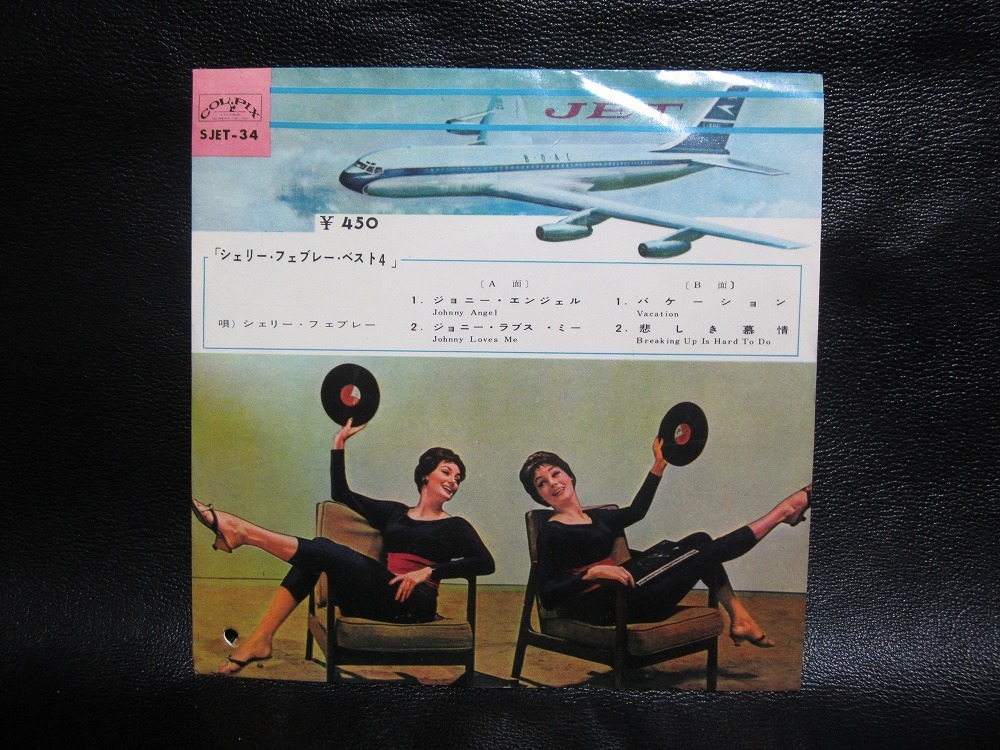 COLPIX
SJET-34
JET
BOAC
¥ 450
「シェリー・フェブレー・ベスト4」
〔A 面〕
1. ジョニー・エンジェル
Johnny Angel
2. ジョニー・ラブス・ミー
Johnny Loves Me
〔B 面〕
1. バケーション
Vacation
2. 悲しき慕情
Breaking Up Is Hard To Do
唄) シェリー・フェブレー